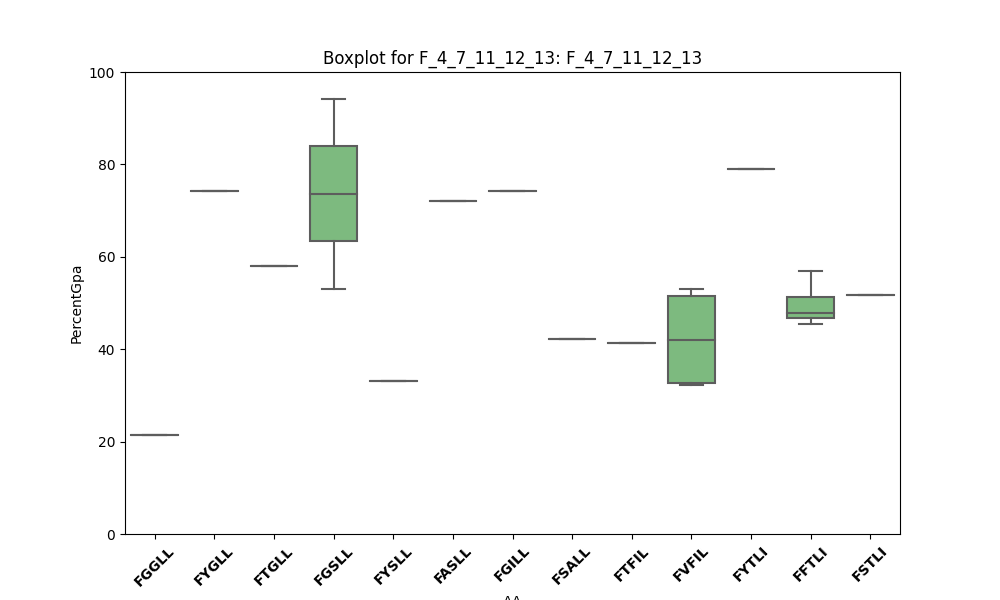 Boxplot for F_4_7_11_12_13: F_4_7_11_12_13
100
80
60
40
20
0
PercentGpa
FGGLL
FYGLL
FTGLL
FGSLL
FYSLL
FASLL
FGILL
FSALL
FTFIL
FVFIL
FYTLI
FFTLI
FSTLI
AA